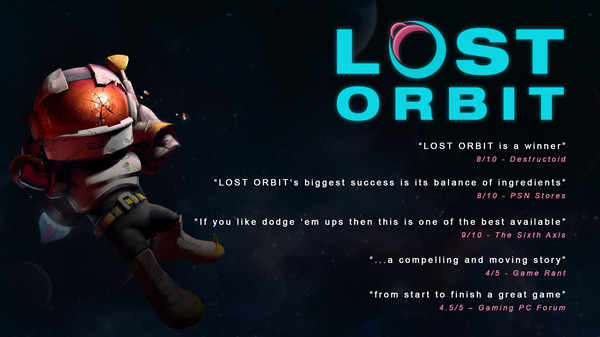 LOST
ORBIT
“LOST ORBIT is a winner”
8/10 - Destructoid
“LOST ORBIT's biggest success is its balance of ingredients”
8/10 - PSN Stores
“If you like dodge 'em ups then this is one of the best available”
9/10 - The Sixth Axis
“...a compelling and moving story”
4/5 - Game Rant
“from start to finish a great game”
4.5/5 – Gaming PC Forum